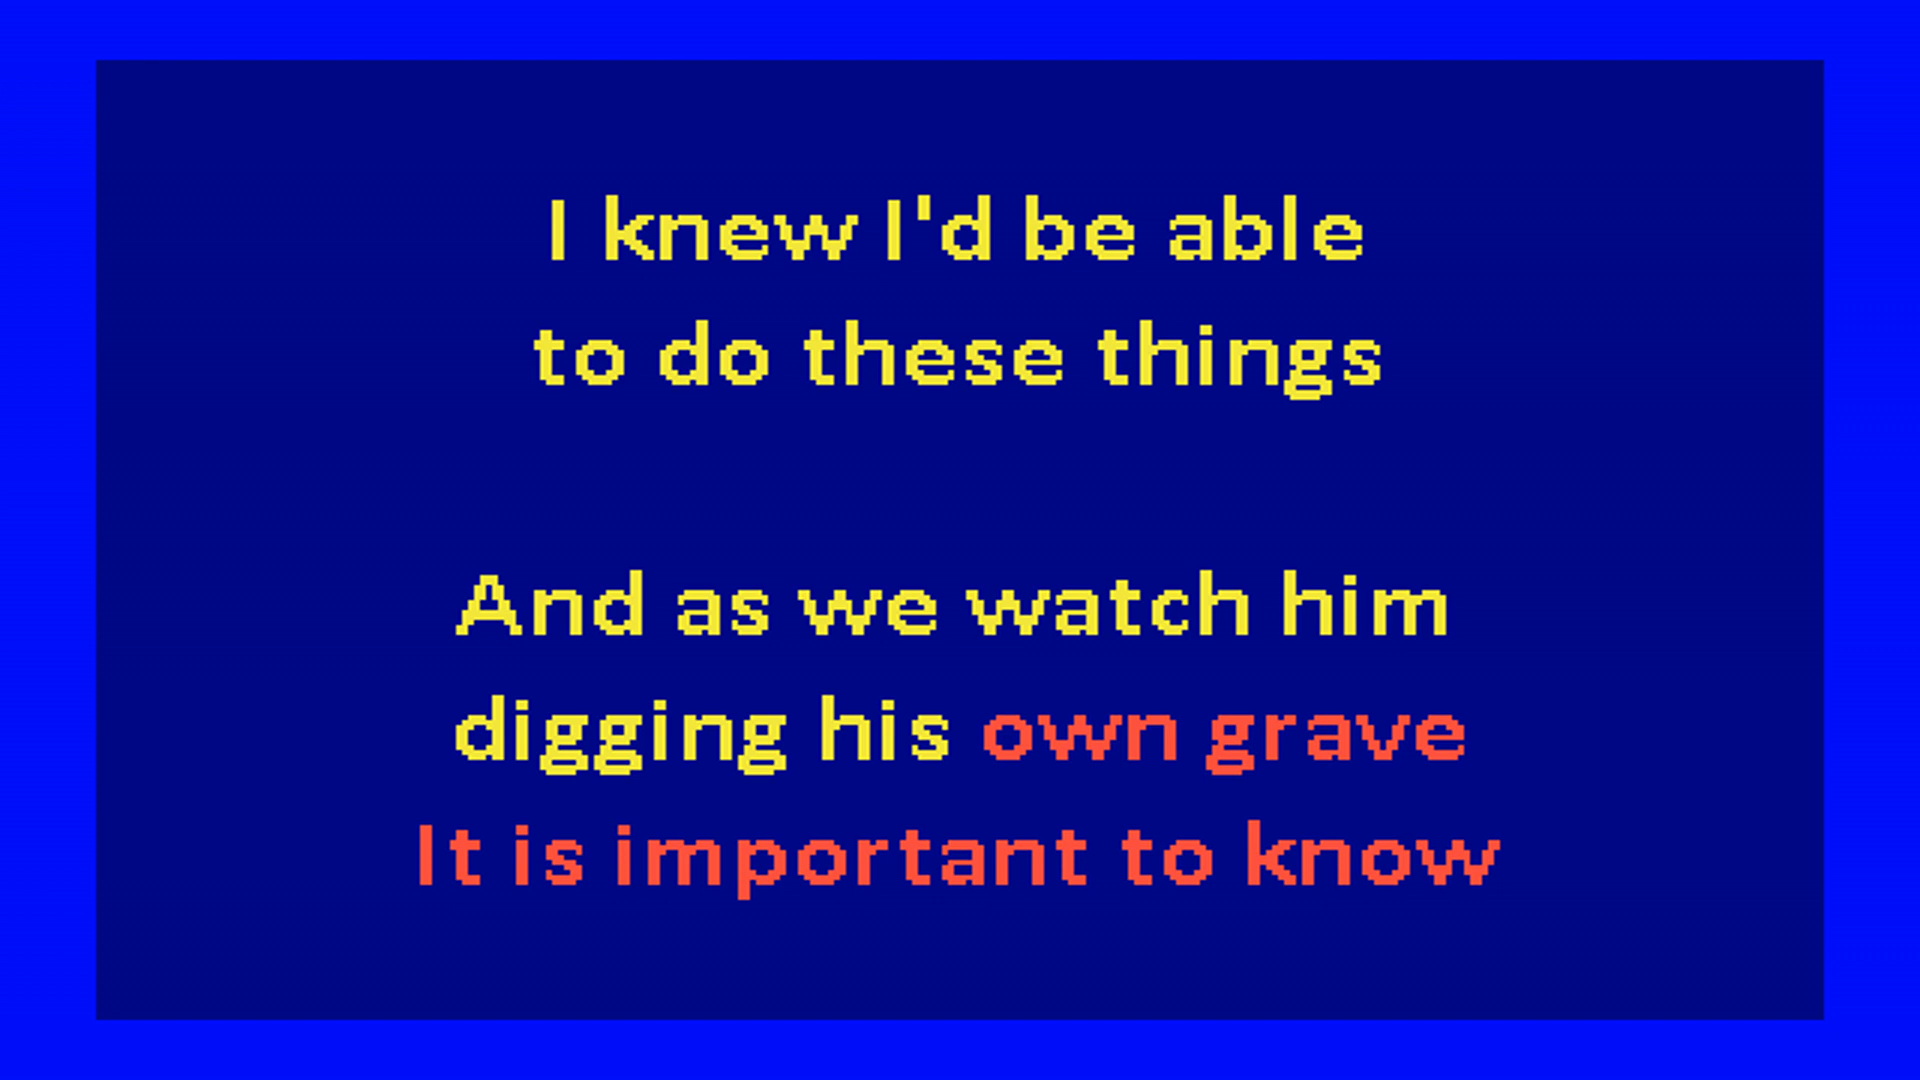 I knew I'd be able
to do these things
And as we watch him
digging his own grave
It is important to know